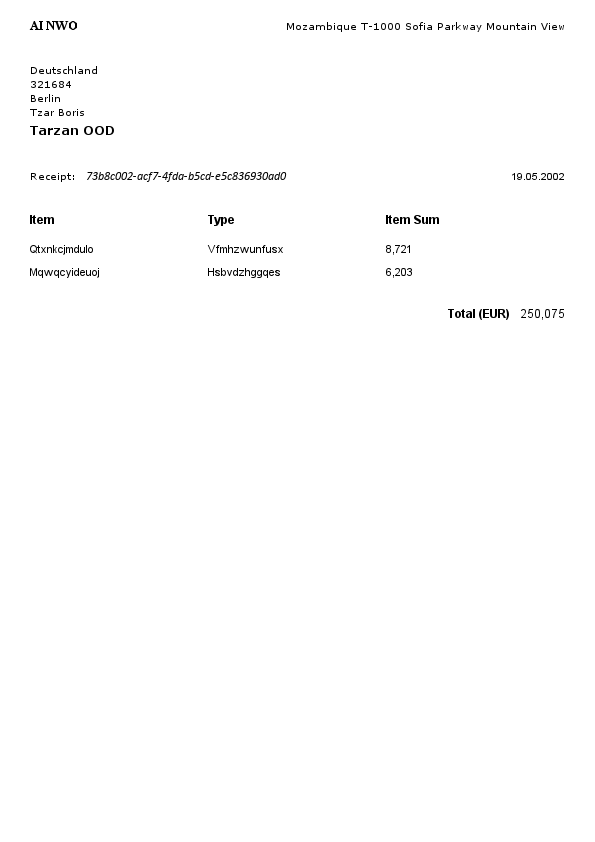 AI NWO Mozambique T-1000 Sofia Parkway Mountain View
Deutschland
321684
Berlin
Tzar Boris
Tarzan OOD
Receipt: 73b8c002-acf7-4fda-b5cd-e5c836930ad0 19.05.2002
Item Type Item Sum
Qtxnkcjmdulo Vfmhzwunfusx 8,721
Mqwqcyideuoj Hsbvdzhggqes 6,203
Total (EUR) 250,075